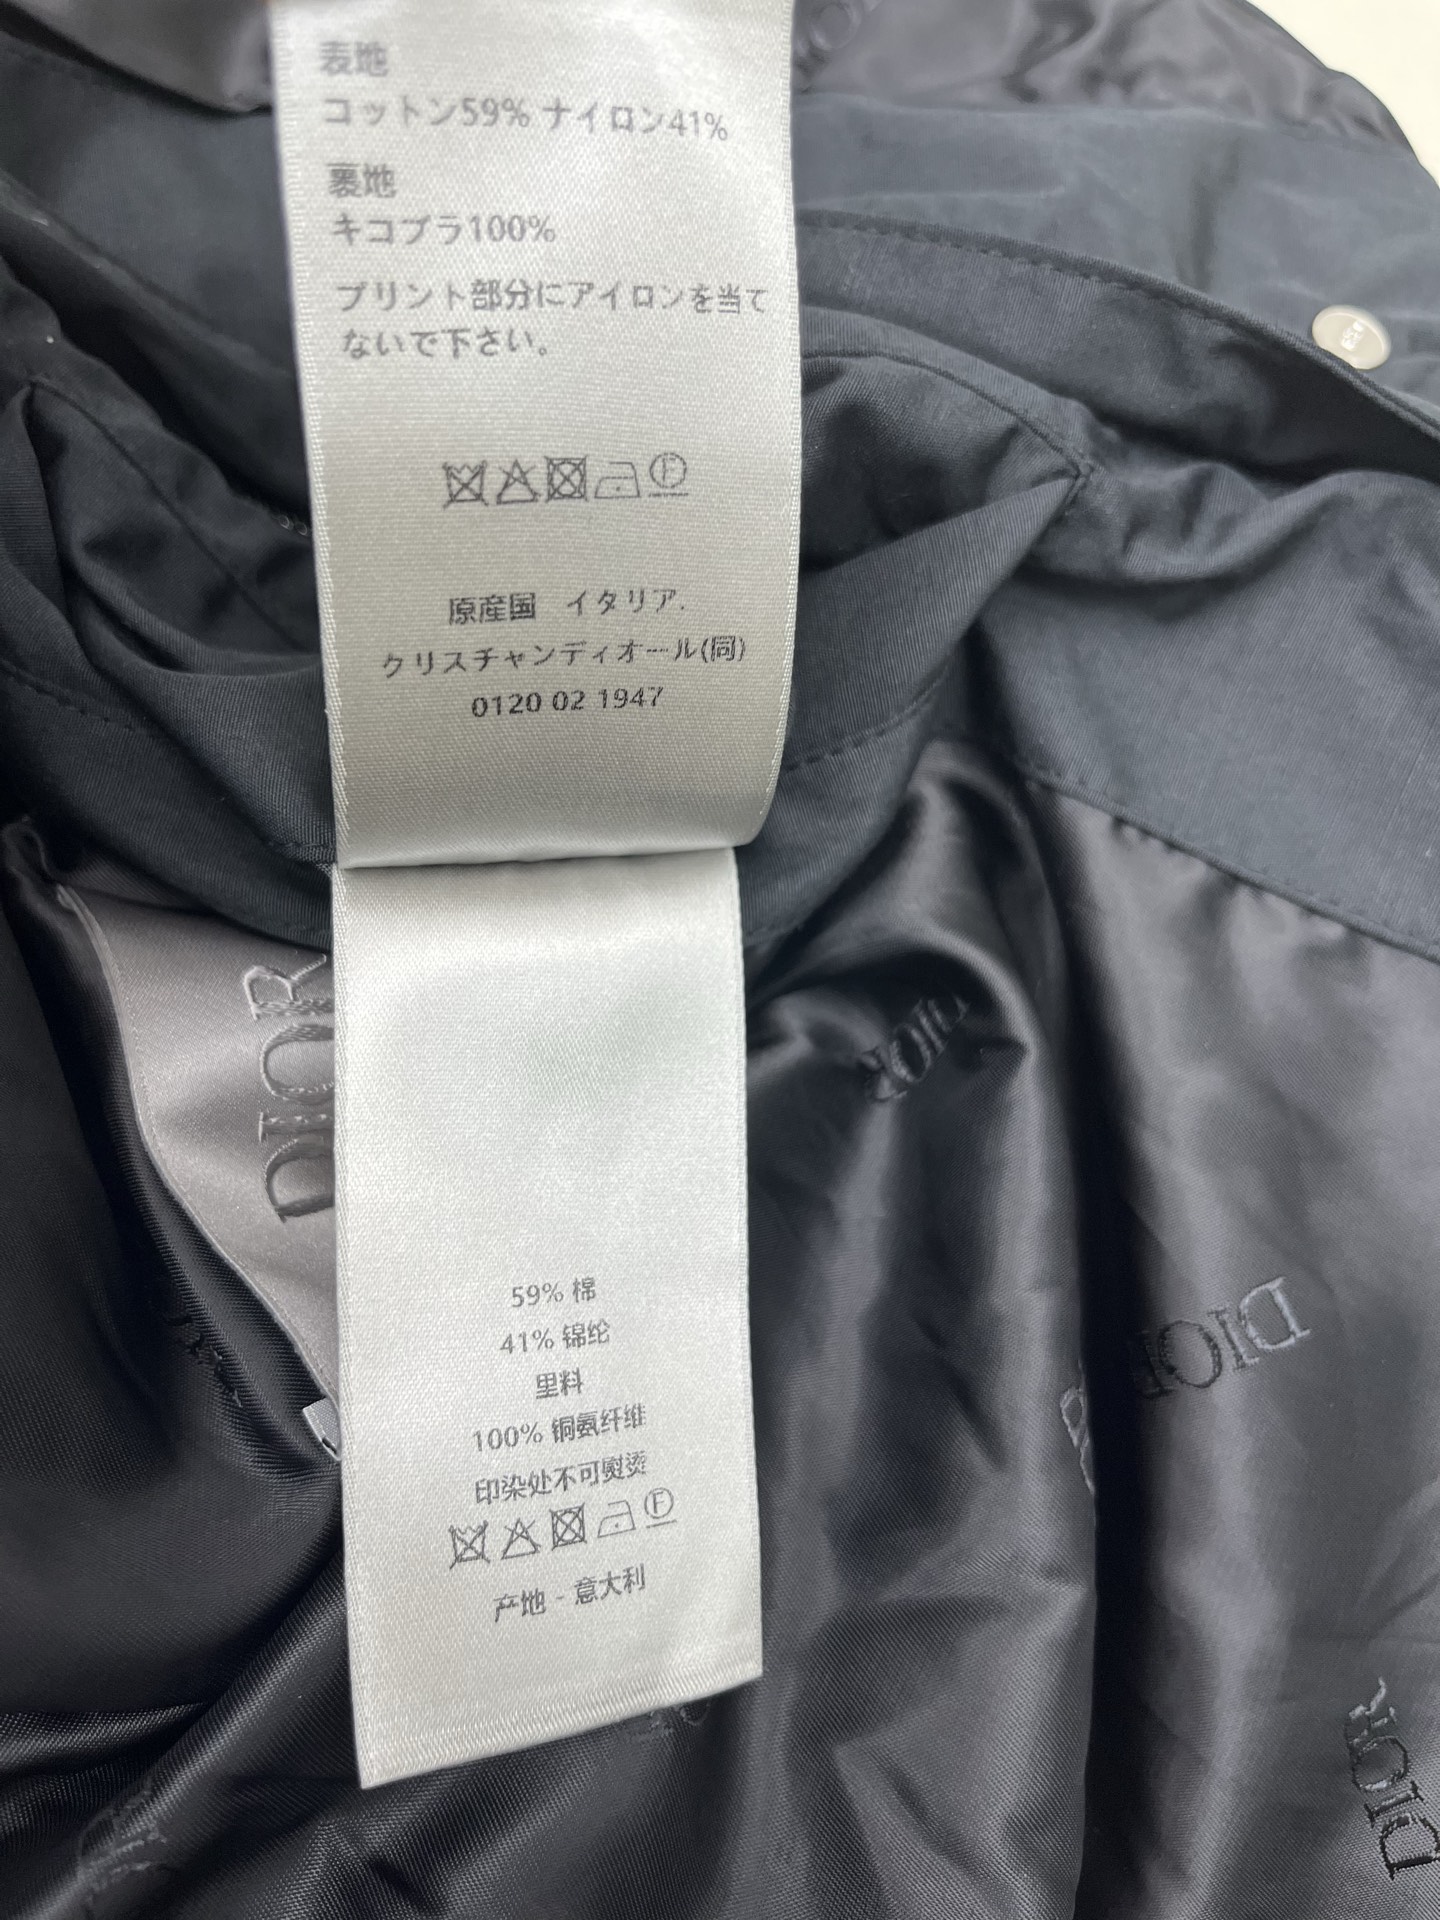 表地
コットン59% ナイロン41%
裏地
キコプラ100%
プリント部分にアイロンを当て
ないで下さい。
F
原産国 イタリア.
クリスチャンディオール(同)
0120 02 1947
DIOR
59% 棉
41% 锦纶
里料
100% 铜氨纤维
印染处不可熨烫
F
产地 - 意大利
DIOR
DIOR
DIOR